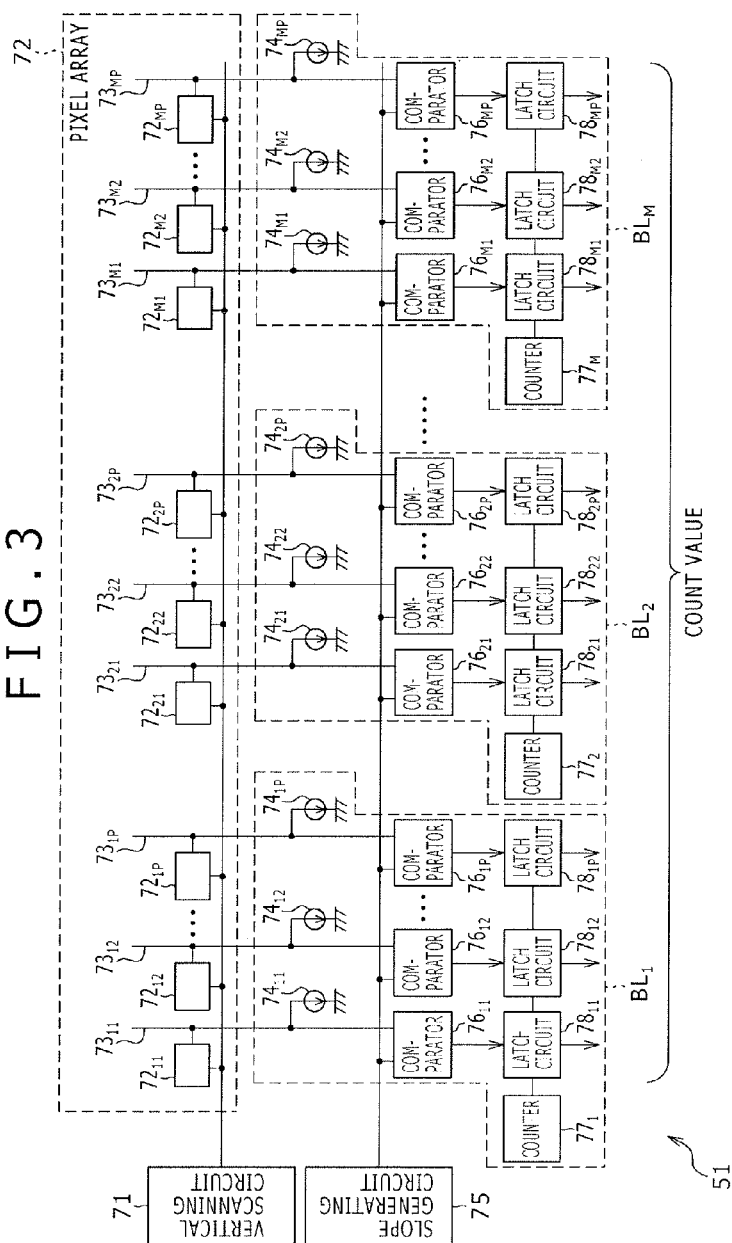 FIG.3
72
PIXEL ARRAY
73₁₁ 73₁₂ 73₁P 73₂₁ 73₂₂ 73₂P 73M₁ 73M₂ 73MP
72₁₁ 72₁₂ 72₁P 72₂₁ 72₂₂ 72₂P 72M₁ 72M₂ 72MP
71
VERTICAL
SCANNING
CIRCUIT
74₁₁ 74₁₂ 74₁P 74₂₁ 74₂₂ 74₂P 74M₁ 74M₂ 74MP
SLOPE
GENERATING
CIRCUIT
75
COM-
PARATOR
COM-
PARATOR
COM-
PARATOR
COM-
PARATOR
COM-
PARATOR
COM-
PARATOR
COM-
PARATOR
COM-
PARATOR
COM-
PARATOR
76₁₁ 76₁₂ 76₁P 76₂₁ 76₂₂ 76₂P 76M₁ 76M₂ 76MP
COUNTER
LATCH
CIRCUIT
LATCH
CIRCUIT
LATCH
CIRCUIT
COUNTER
LATCH
CIRCUIT
LATCH
CIRCUIT
LATCH
CIRCUIT
COUNTER
LATCH
CIRCUIT
LATCH
CIRCUIT
LATCH
CIRCUIT
77₁ 78₁₁ 78₁₂ 78₁P 77₂ 78₂₁ 78₂₂ 78₂P 77M 78M₁ 78M₂ 78MP
BL₁ BL₂ BLM
COUNT VALUE
51